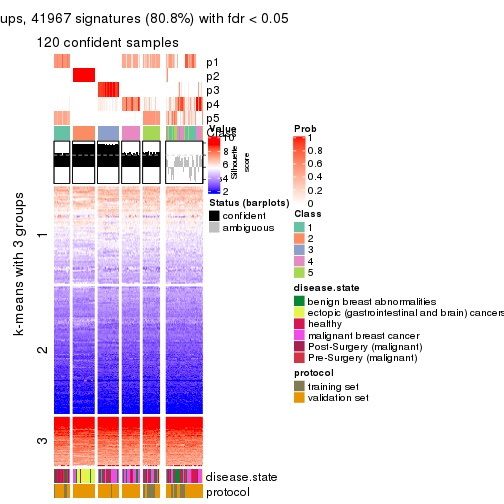 ups, 41967 signatures (80.8%) with fdr < 0.05
120 confident samples
p1
p2
p3
p4
p5
Class
k-means with 3 groups
1
2
3
disease.state
protocol
Value
10
8
6
4
2
Silhouette
score
Status (barplots)
confident
ambiguous
Prob
1
0.8
0.6
0.4
0.2
0
Class
1
2
3
4
5
disease.state
benign breast abnormalities
ectopic (gastrointestinal and brain) cancers
healthy
malignant breast cancer
Post-Surgery (malignant)
Pre-Surgery (malignant)
protocol
training set
validation set